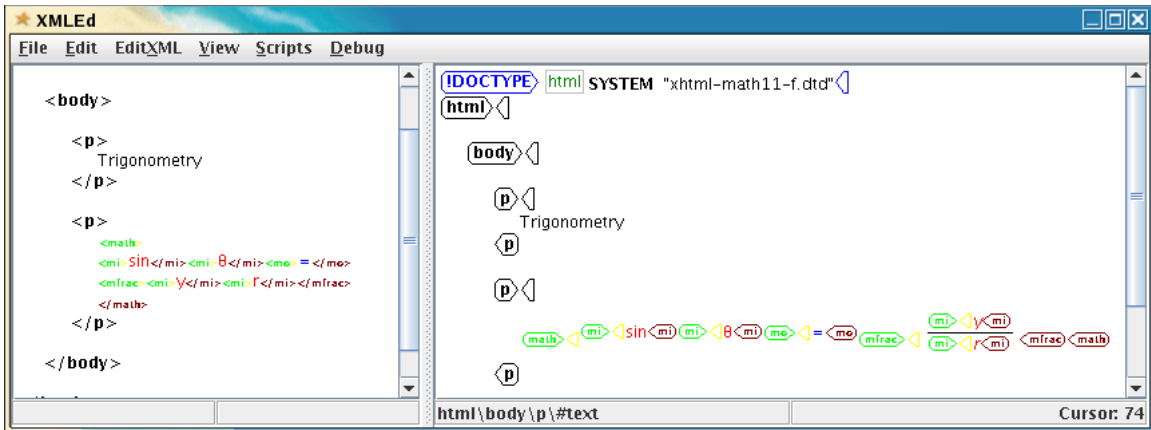 XMLEd
File Edit EditXML View Scripts Debug
<body>
<p>
Trigonometry
</p>
<p>
<math>
<mi>sin</mi><mi>θ</mi><mo>=</mo>
<mfrac><mi>y</mi><mi>r</mi></mfrac>
</math>
</p>
</body>
!DOCTYPE html SYSTEM "xhtml-math11-f.dtd"
html
body
p
Trigonometry
p
p
math mi sin mi mi θ mi mo = mo mfrac mi y mi mi r mi mfrac math
p
html\body\p\#text
Cursor: 74